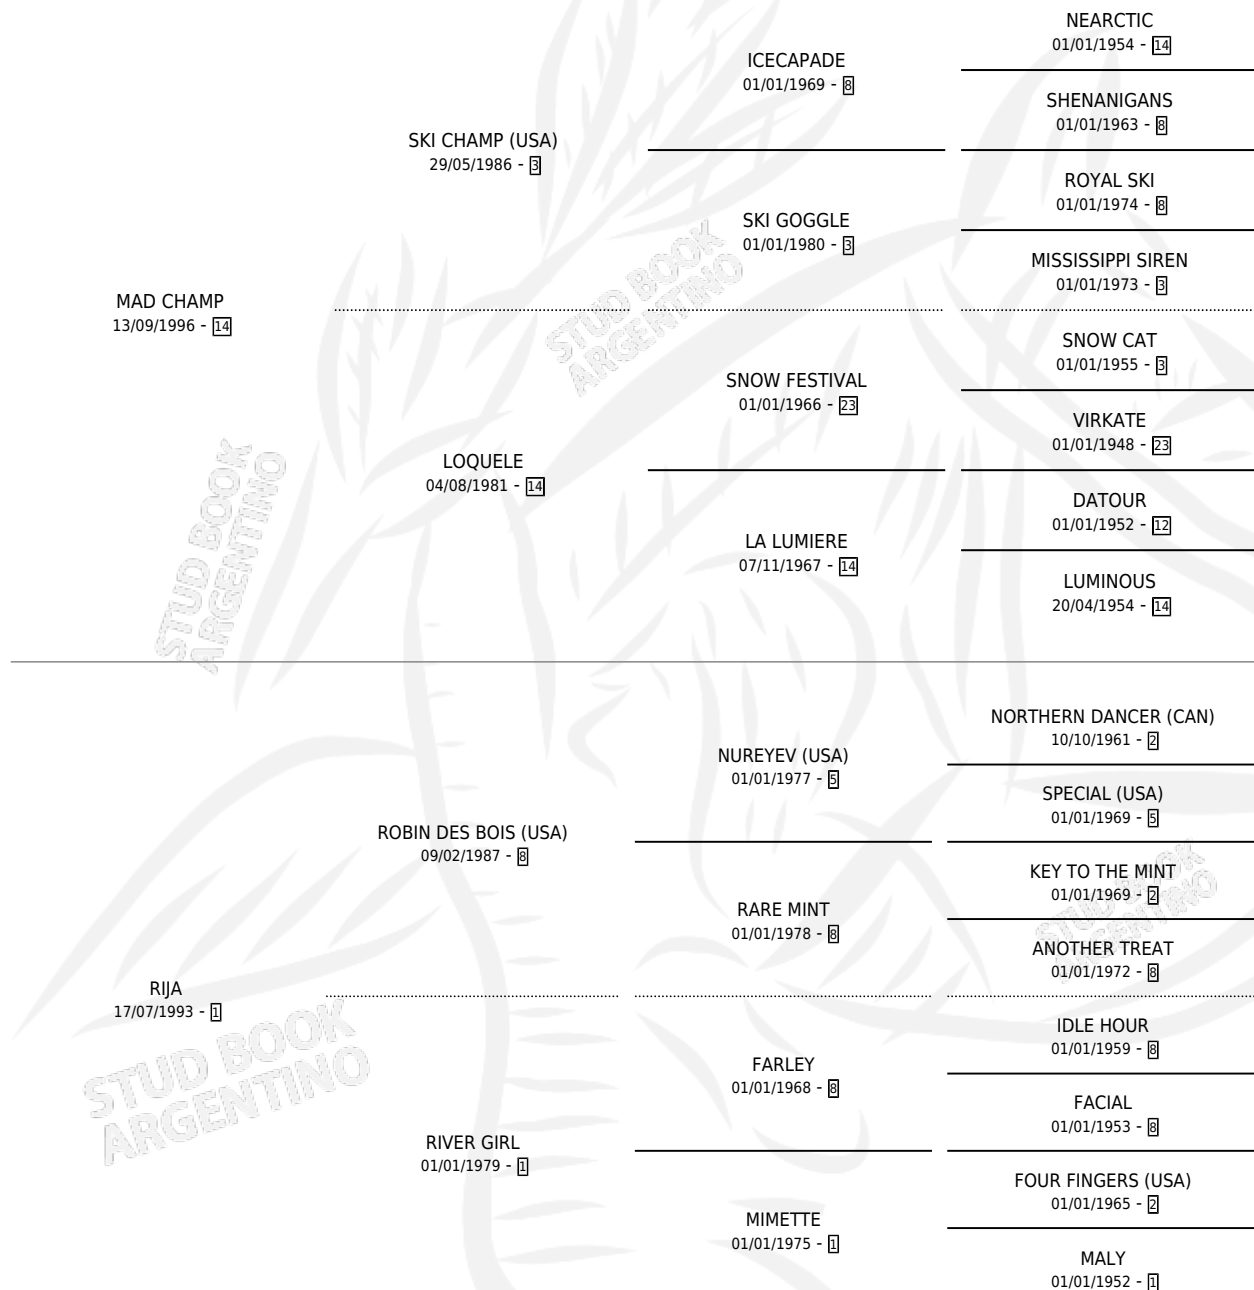 NEARCTIC
01/01/1954 - 14
ICECAPADE
01/01/1969 - 8
SHENANIGANS
01/01/1963 - 8
SKI CHAMP (USA)
29/05/1986 - 3
ROYAL SKI
01/01/1974 - 8
SKI GOGGLE
01/01/1980 - 3
MISSISSIPPI SIREN
01/01/1973 - 3
MAD CHAMP
13/09/1996 - 14
STUD BOOK
ARGENTINO
SNOW CAT
01/01/1955 - 3
SNOW FESTIVAL
01/01/1966 - 23
VIRKATE
01/01/1948 - 23
LOQUELE
04/08/1981 - 14
DATOUR
01/01/1952 - 12
LA LUMIERE
07/11/1967 - 14
LUMINOUS
20/04/1954 - 14
STUD BOOK
ARGENTINO
NORTHERN DANCER (CAN)
10/10/1961 - 2
NUREYEV (USA)
01/01/1977 - 5
SPECIAL (USA)
01/01/1969 - 5
ROBIN DES BOIS (USA)
09/02/1987 - 8
KEY TO THE MINT
01/01/1969 - 2
RARE MINT
01/01/1978 - 8
ANOTHER TREAT
01/01/1972 - 8
STUD BOOK
ARGENTINO
RIJA
17/07/1993 - 1
IDLE HOUR
01/01/1959 - 8
FARLEY
01/01/1968 - 8
FACIAL
01/01/1953 - 8
STUD BOOK
ARGENTINO
RIVER GIRL
01/01/1979 - 1
FOUR FINGERS (USA)
01/01/1965 - 2
MIMETTE
01/01/1975 - 1
MALY
01/01/1952 - 1